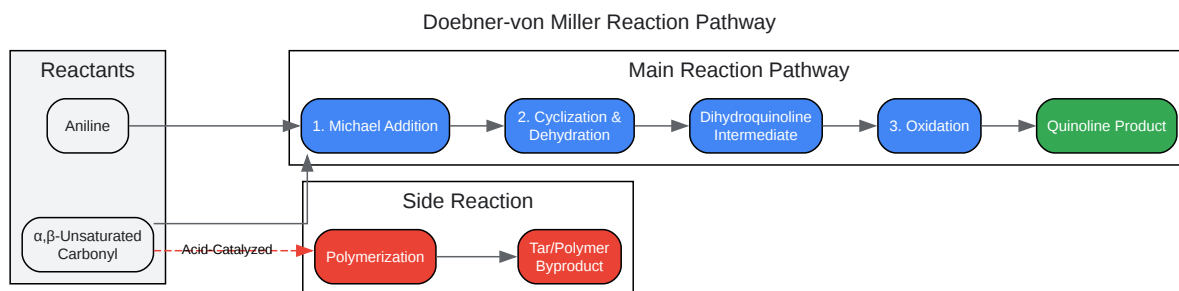 Doebner-von Miller Reaction Pathway
Reactants
Main Reaction Pathway
Aniline
1. Michael Addition
2. Cyclization &
Dehydration
Dihydroquinoline
Intermediate
3. Oxidation
Quinoline Product
Side Reaction
α,β-Unsaturated
Carbonyl
Acid-Catalyzed
Polymerization
Tar/Polymer
Byproduct